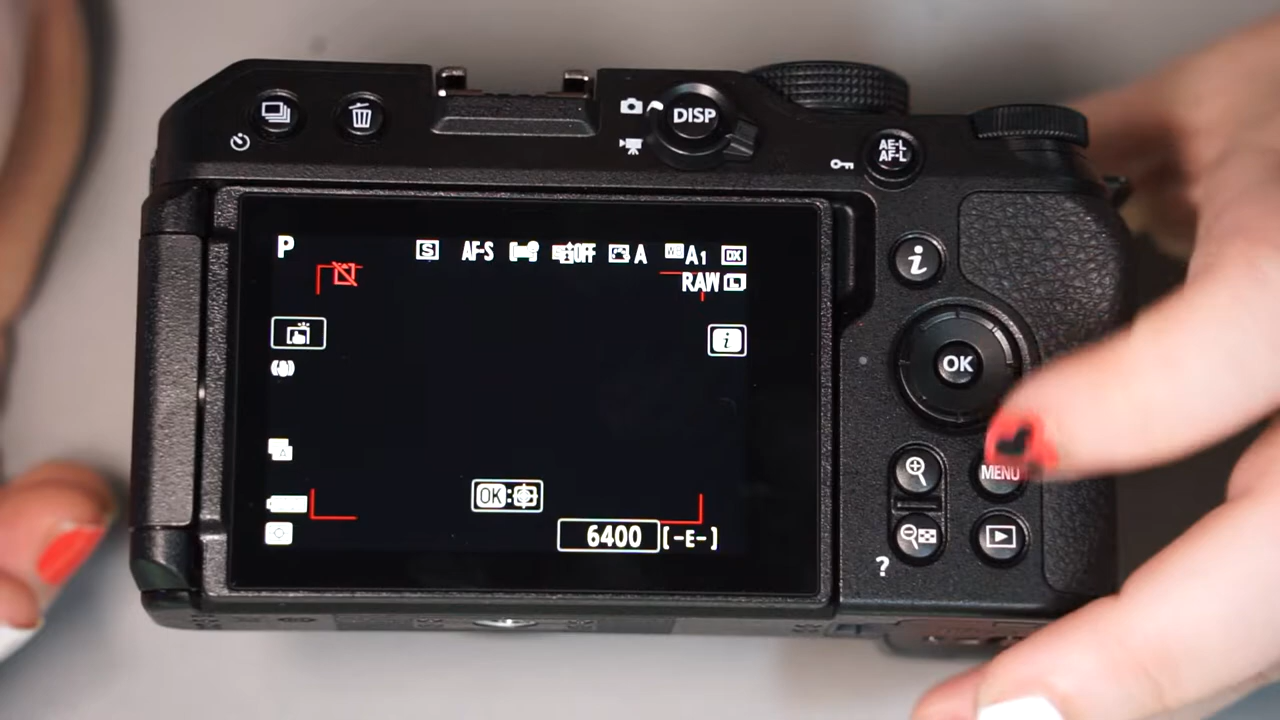 DISP
AE-L
AF-L
P
S AF-S OFF A A1 DX
RAW L
i
i
OK
MENU
OK:
6400 [-E-]
?